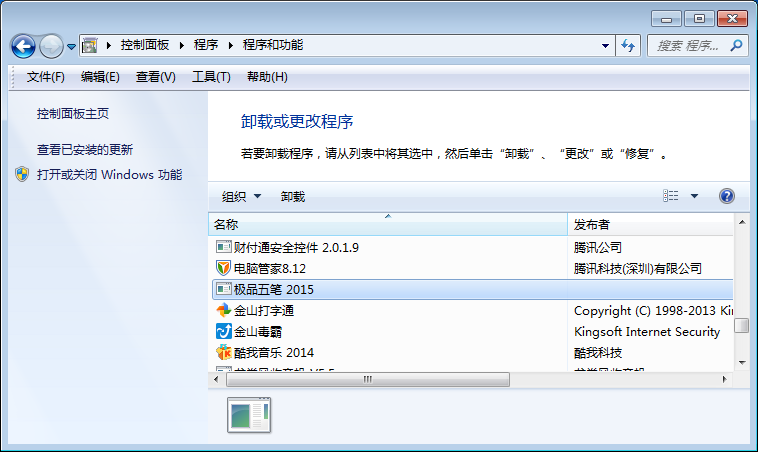 控制面板 程序 程序和功能
搜索 程序...
文件(F) 编辑(E) 查看(V) 工具(T) 帮助(H)
控制面板主页
查看已安装的更新
打开或关闭 Windows 功能
卸载或更改程序
若要卸载程序，请从列表中将其选中，然后单击“卸载”、“更改”或“修复”。
组织 卸载
名称 发布者
财付通安全控件 2.0.1.9 腾讯公司
电脑管家8.12 腾讯科技(深圳)有限公司
极品五笔 2015
金山打字通 Copyright (C) 1998-2013 Kin
金山毒霸 Kingsoft Internet Security
酷我音乐 2014 酷我科技